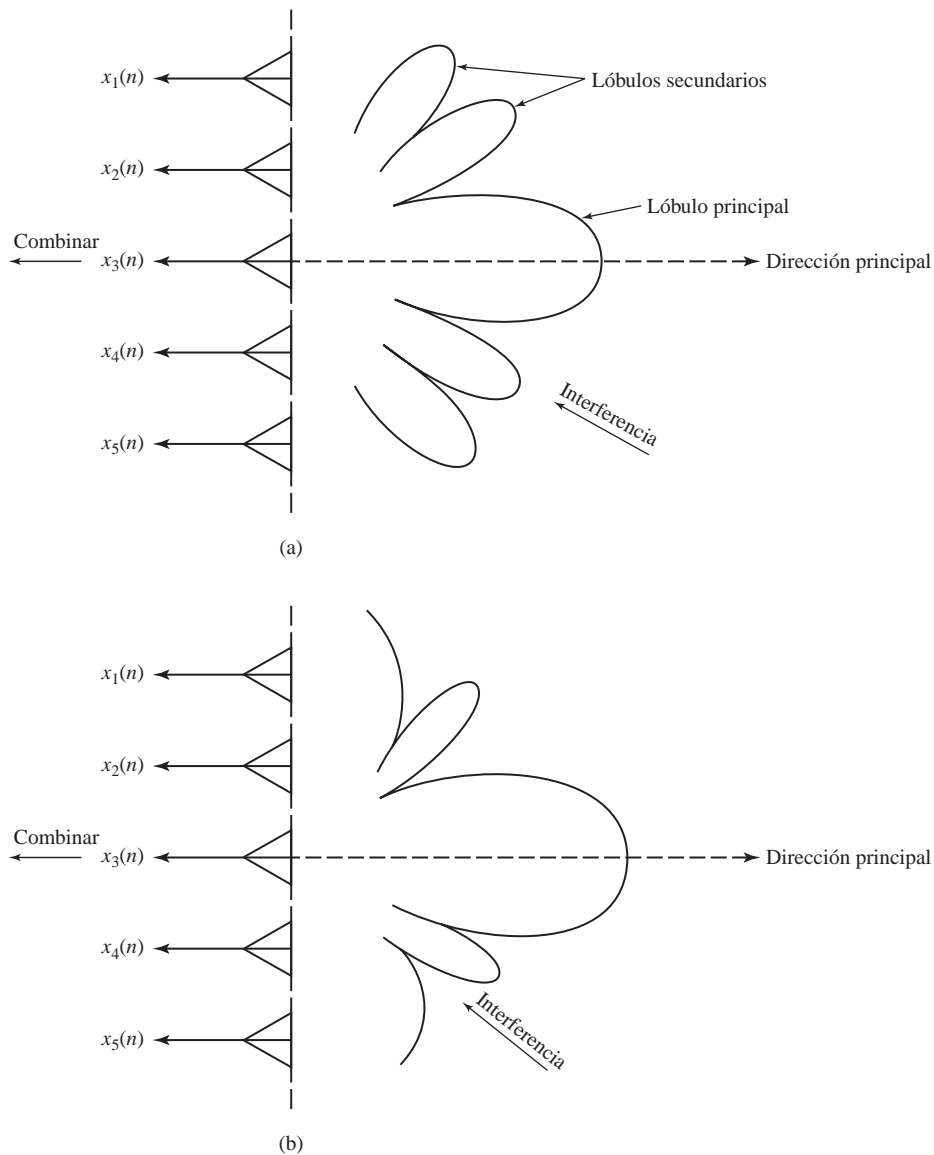 x1(n)
Lóbulos secundarios
x2(n)
Lóbulo principal
Combinar
x3(n)
Dirección principal
x4(n)
Interferencia
x5(n)
(a)
x1(n)
x2(n)
Combinar
x3(n)
Dirección principal
x4(n)
Interferencia
x5(n)
(b)